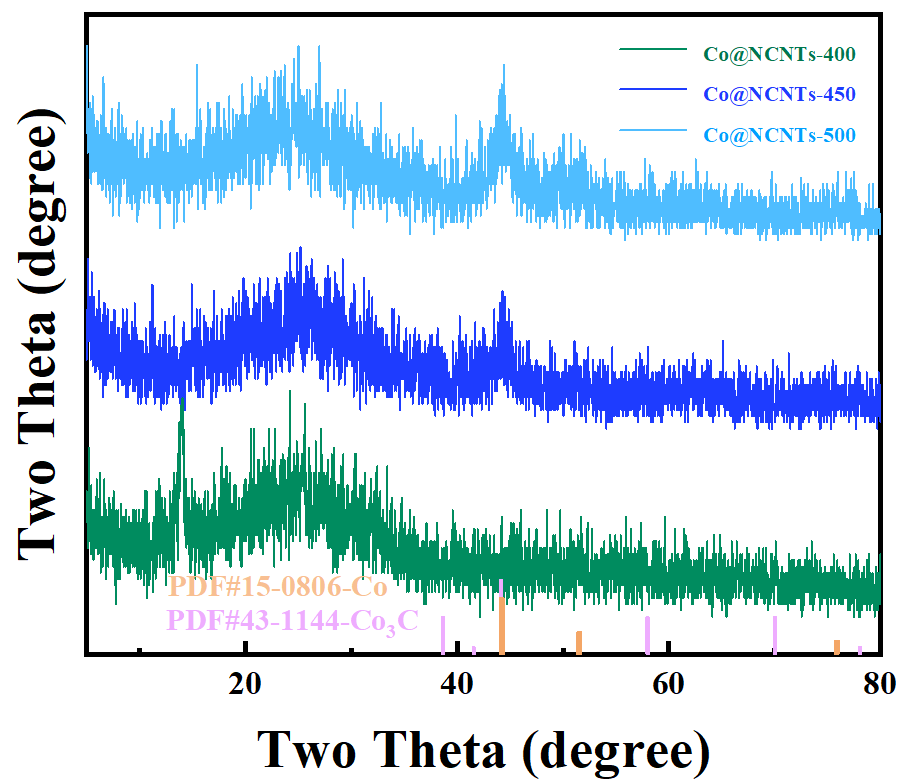 Two Theta (degree)
Co@NCNTs-400
Co@NCNTs-450
Co@NCNTs-500
PDF#15-0806-Co
PDF#43-1144-Co₃C
20 40 60 80
Two Theta (degree)